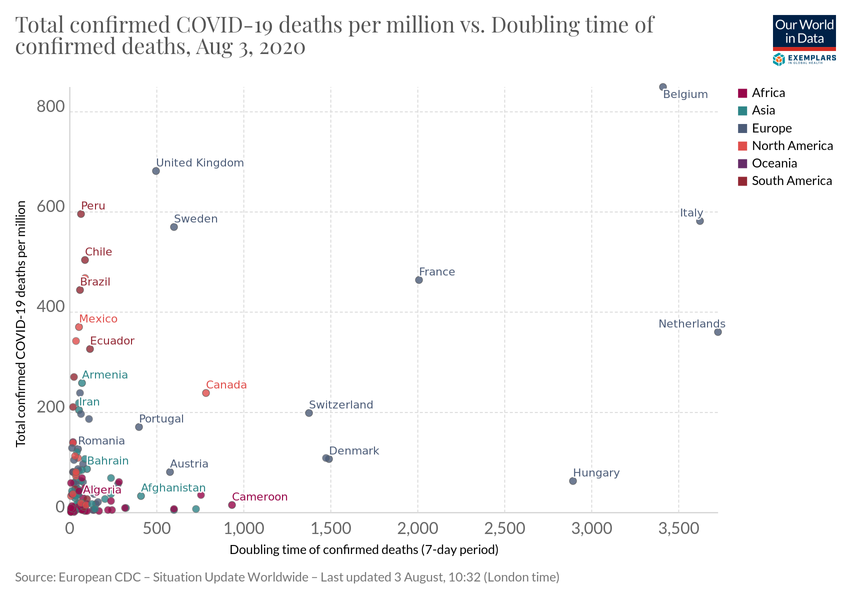 Total confirmed COVID-19 deaths per million vs. Doubling time of
confirmed deaths, Aug 3, 2020
Our World
in Data
EXEMPLARS
IN GLOBAL HEALTH
Africa
Asia
Europe
North America
Oceania
South America
Total confirmed COVID-19 deaths per million
800
600
400
200
0
Belgium
United Kingdom
Peru
Sweden
Italy
Chile
France
Brazil
Mexico
Netherlands
Ecuador
Armenia
Canada
Iran
Switzerland
Portugal
Romania
Denmark
Bahrain
Austria
Hungary
Algeria
Afghanistan
Cameroon
0
500
1,000
1,500
2,000
2,500
3,000
3,500
Doubling time of confirmed deaths (7-day period)
Source: European CDC – Situation Update Worldwide – Last updated 3 August, 10:32 (London time)